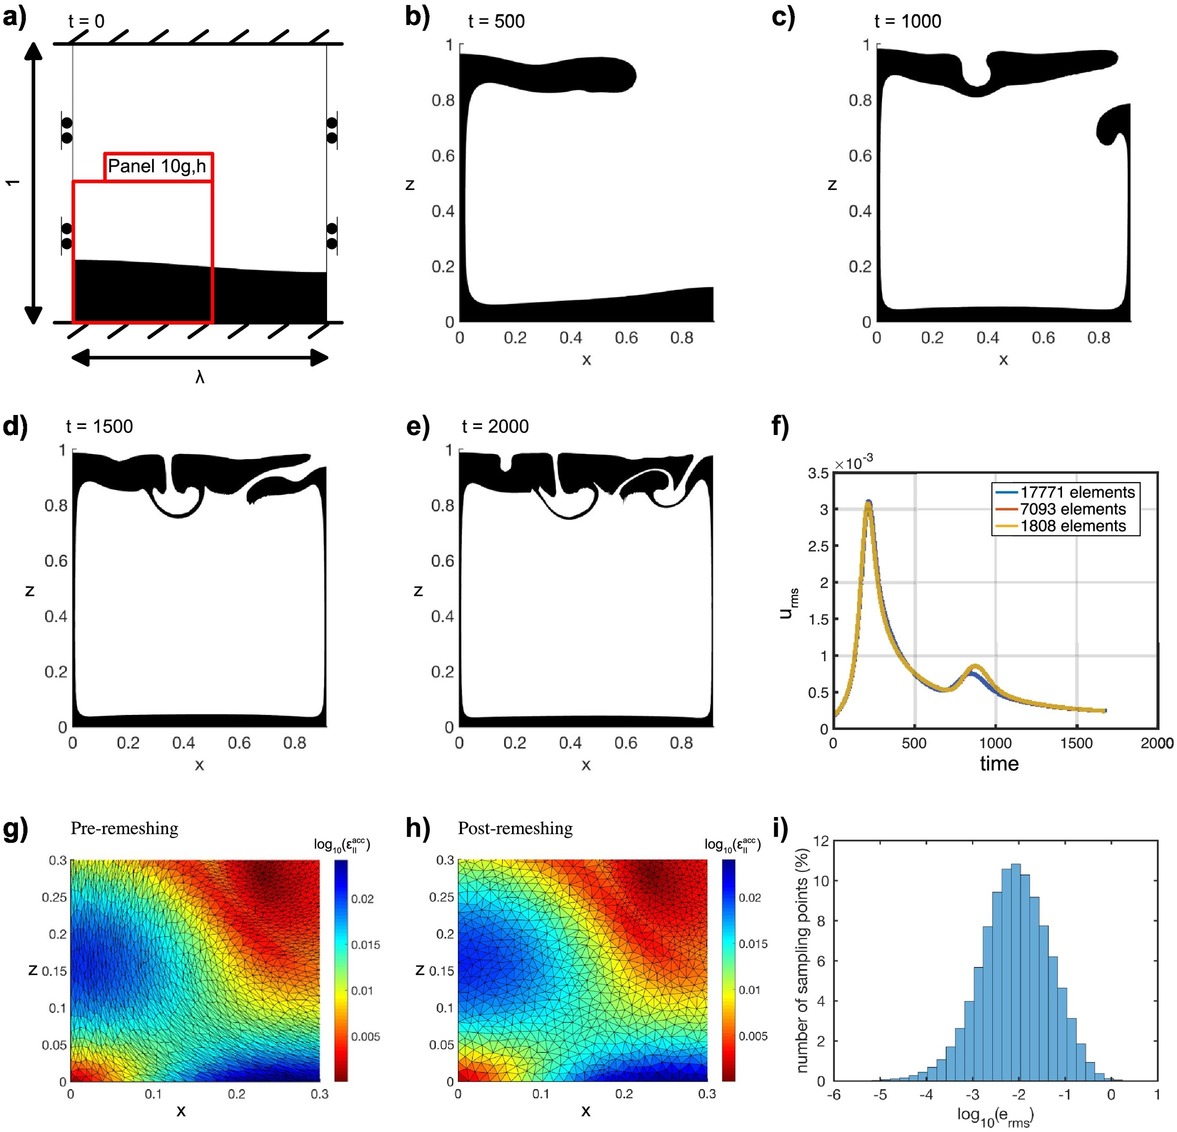 a)
t = 0
Panel 10g,h
1
λ
b)
t = 500
1
0.8
0.6
z
0.4
0.2
0
0 0.2 0.4 0.6 0.8
x
c)
t = 1000
1
0.8
0.6
z
0.4
0.2
0
0 0.2 0.4 0.6 0.8
x
d)
t = 1500
1
0.8
0.6
z
0.4
0.2
0
0 0.2 0.4 0.6 0.8
x
e)
t = 2000
1
0.8
0.6
z
0.4
0.2
0
0 0.2 0.4 0.6 0.8
x
f)
×10⁻³
3.5
3
2.5
2
1.5
1
0.5
0
u_rms
17771 elements
7093 elements
1808 elements
0 500 1000 1500 2000
time
g)
Pre-remeshing
log₁₀(ε_II^acc)
0.3
0.25
0.2
z 0.15
0.1
0.05
0
0.1 0.2 0.3
x
0.02
0.015
0.01
0.005
h)
Post-remeshing
log₁₀(ε_II^acc)
0.3
0.25
0.2
z 0.15
0.1
0.05
0
0.1 0.2 0.3
x
0.02
0.015
0.01
0.005
i)
12
10
8
6
4
2
0
number of sampling points (%)
-6 -5 -4 -3 -2 -1 0 1
log₁₀(e_rms)